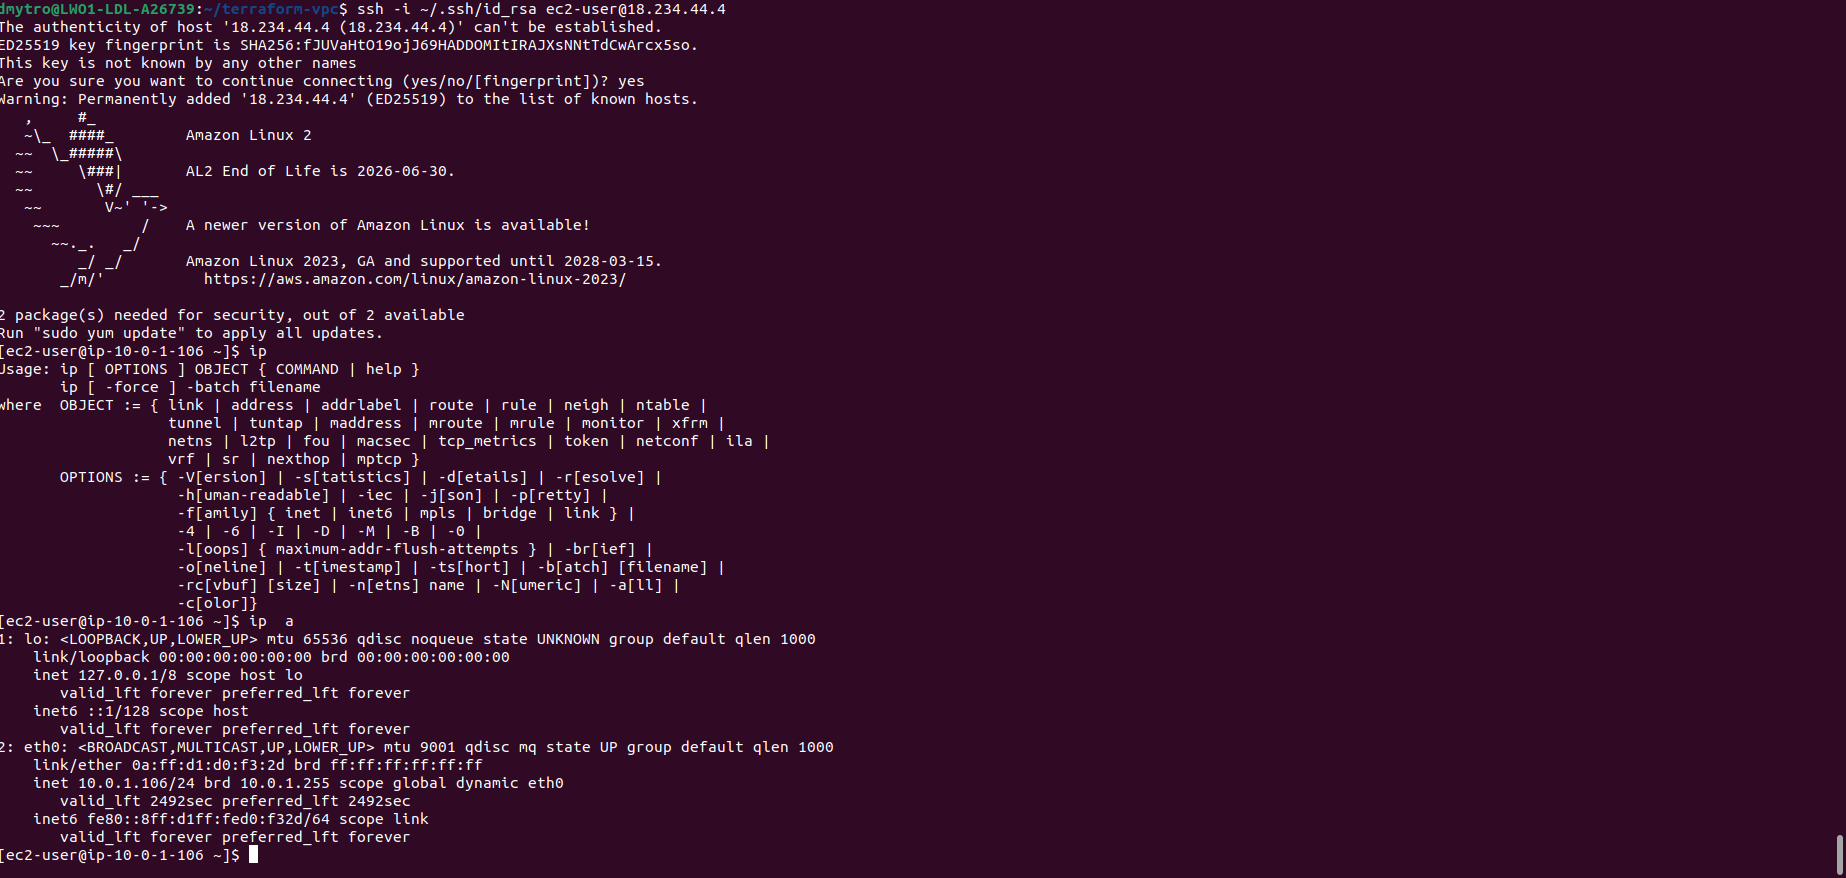 dmytro@LWO1-LDL-A26739:~/terraform-vpc$ ssh -i ~/.ssh/id_rsa ec2-user@18.234.44.4
The authenticity of host '18.234.44.4 (18.234.44.4)' can't be established.
ED25519 key fingerprint is SHA256:fJUVaHtO19ojJ69HADDOMItIRAJXsNNtTdCwArcx5so.
This key is not known by any other names
Are you sure you want to continue connecting (yes/no/[fingerprint])? yes
Warning: Permanently added '18.234.44.4' (ED25519) to the list of known hosts.
   ,     #_
   ~\_  ####_        Amazon Linux 2
  ~~  \_#####\
  ~~     \###|       AL2 End of Life is 2026-06-30.
  ~~       \#/ ___
   ~~       V~' '->
    ~~~         /    A newer version of Amazon Linux is available!
      ~~._.   _/
         _/ _/       Amazon Linux 2023, GA and supported until 2028-03-15.
       _/m/'           https://aws.amazon.com/linux/amazon-linux-2023/

2 package(s) needed for security, out of 2 available
Run "sudo yum update" to apply all updates.
[ec2-user@ip-10-0-1-106 ~]$ ip
Usage: ip [ OPTIONS ] OBJECT { COMMAND | help }
       ip [ -force ] -batch filename
where  OBJECT := { link | address | addrlabel | route | rule | neigh | ntable |
                   tunnel | tuntap | maddress | mroute | mrule | monitor | xfrm |
                   netns | l2tp | fou | macsec | tcp_metrics | token | netconf | ila |
                   vrf | sr | nexthop | mptcp }
       OPTIONS := { -V[ersion] | -s[tatistics] | -d[etails] | -r[esolve] |
                    -h[uman-readable] | -iec | -j[son] | -p[retty] |
                    -f[amily] { inet | inet6 | mpls | bridge | link } |
                    -4 | -6 | -I | -D | -M | -B | -0 |
                    -l[oops] { maximum-addr-flush-attempts } | -br[ief] |
                    -o[neline] | -t[imestamp] | -ts[hort] | -b[atch] [filename] |
                    -rc[vbuf] [size] | -n[etns] name | -N[umeric] | -a[ll] |
                    -c[olor]}
[ec2-user@ip-10-0-1-106 ~]$ ip  a
1: lo: <LOOPBACK,UP,LOWER_UP> mtu 65536 qdisc noqueue state UNKNOWN group default qlen 1000
    link/loopback 00:00:00:00:00:00 brd 00:00:00:00:00:00
    inet 127.0.0.1/8 scope host lo
       valid_lft forever preferred_lft forever
    inet6 ::1/128 scope host
       valid_lft forever preferred_lft forever
2: eth0: <BROADCAST,MULTICAST,UP,LOWER_UP> mtu 9001 qdisc mq state UP group default qlen 1000
    link/ether 0a:ff:d1:d0:f3:2d brd ff:ff:ff:ff:ff:ff
    inet 10.0.1.106/24 brd 10.0.1.255 scope global dynamic eth0
       valid_lft 2492sec preferred_lft 2492sec
    inet6 fe80::8ff:d1ff:fed0:f32d/64 scope link
       valid_lft forever preferred_lft forever
[ec2-user@ip-10-0-1-106 ~]$